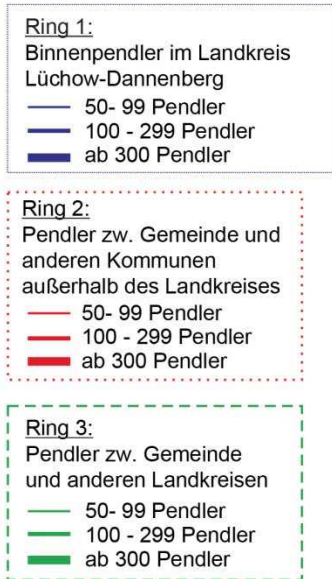 Ring 1:
Binnenpendler im Landkreis
Lüchow-Dannenberg
50- 99 Pendler
100 - 299 Pendler
ab 300 Pendler
Ring 2:
Pendler zw. Gemeinde und
anderen Kommunen
außerhalb des Landkreises
50- 99 Pendler
100 - 299 Pendler
ab 300 Pendler
Ring 3:
Pendler zw. Gemeinde
und anderen Landkreisen
50- 99 Pendler
100 - 299 Pendler
ab 300 Pendler